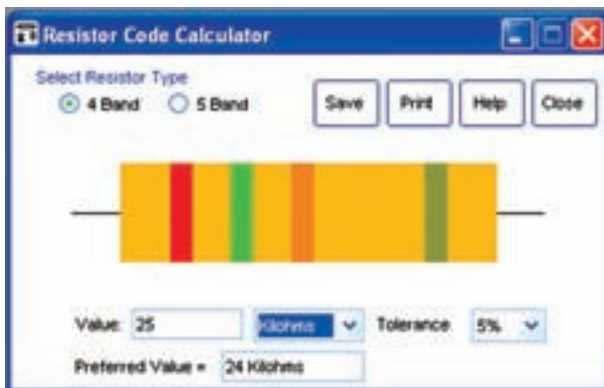 Resistor Code Calculator
Select Resistor Type
4 Band 5 Band Save Print Help Close
Value: 25 Kilohms Tolerance 5%
Preferred Value = 24 Kilohms